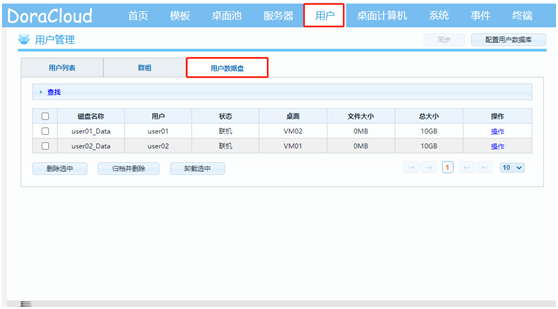 DoraCloud 首页 模板 桌面池 服务器 用户 桌面计算机 系统 事件 终端
用户管理 同步 配置用户数据库
用户列表 群组 用户数据盘
查找
磁盘名称 用户 状态 桌面 文件大小 总大小 操作
user01_Data user01 联机 VM02 0MB 10GB 操作
user02_Data user02 联机 VM01 0MB 10GB 操作
删除选中 归档并删除 卸载选中 1 10